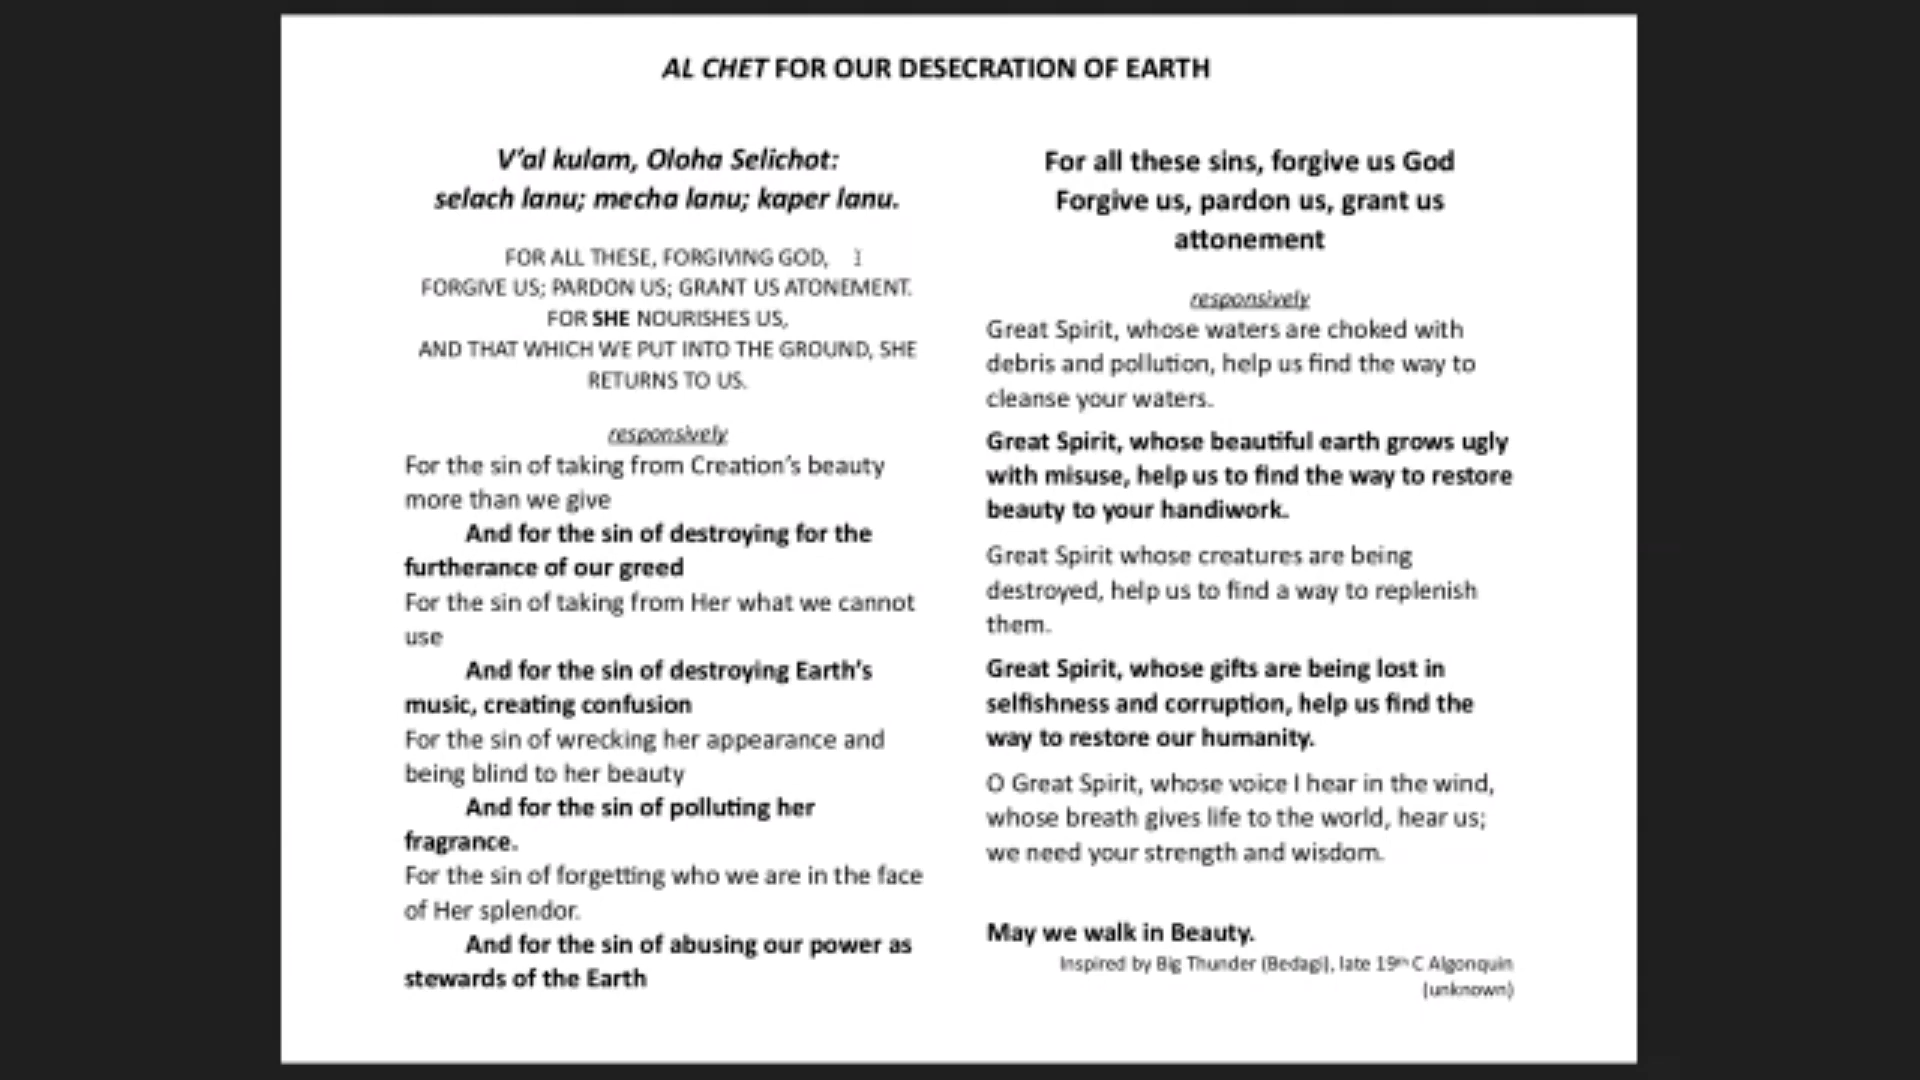 AL CHET FOR OUR DESECRATION OF EARTH
V'al kulam, Oloha Selichot:
selach lanu; mecha lanu; kaper lanu.
FOR ALL THESE, FORGIVING GOD,
FORGIVE US; PARDON US; GRANT US ATONEMENT.
FOR SHE NOURISHES US,
AND THAT WHICH WE PUT INTO THE GROUND, SHE
RETURNS TO US.
responsively
For the sin of taking from Creation's beauty
more than we give
And for the sin of destroying for the
furtherance of our greed
For the sin of taking from Her what we cannot
use
And for the sin of destroying Earth's
music, creating confusion
For the sin of wrecking her appearance and
being blind to her beauty
And for the sin of polluting her
fragrance.
For the sin of forgetting who we are in the face
of Her splendor.
And for the sin of abusing our power as
stewards of the Earth
For all these sins, forgive us God
Forgive us, pardon us, grant us
attonement
responsively
Great Spirit, whose waters are choked with
debris and pollution, help us find the way to
cleanse your waters.
Great Spirit, whose beautiful earth grows ugly
with misuse, help us to find the way to restore
beauty to your handiwork.
Great Spirit whose creatures are being
destroyed, help us to find a way to replenish
them.
Great Spirit, whose gifts are being lost in
selfishness and corruption, help us find the
way to restore our humanity.
O Great Spirit, whose voice I hear in the wind,
whose breath gives life to the world, hear us;
we need your strength and wisdom.
May we walk in Beauty.
Inspired by Big Thunder (Bedagi), late 19th C Algonquin
(unknown)